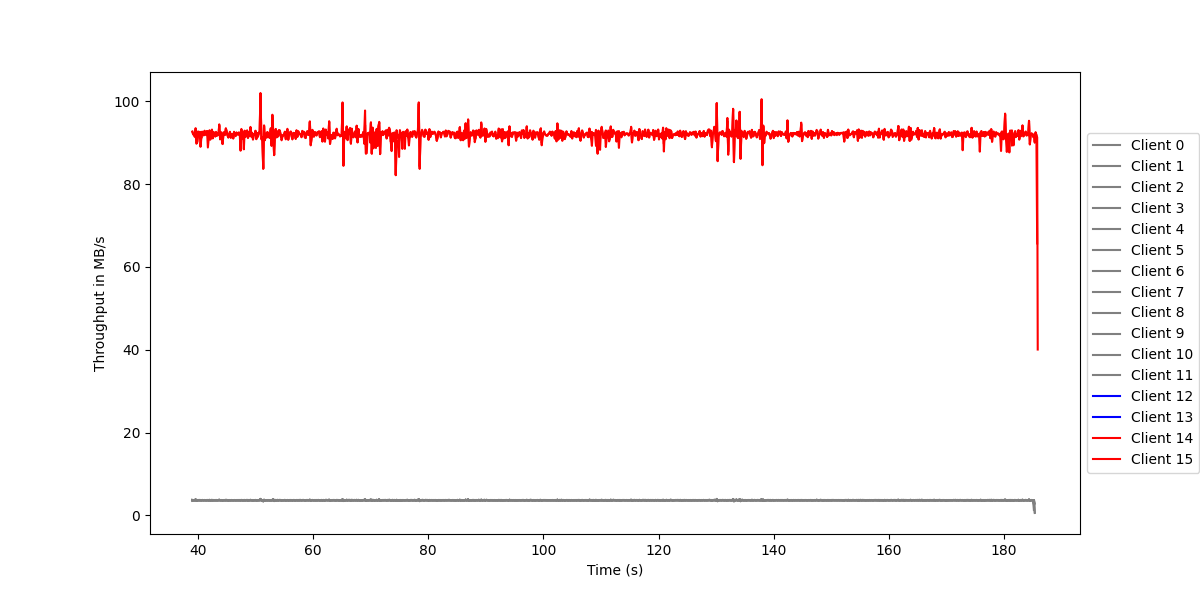 100
80
60
40
20
0
Throughput in MB/s
40 60 80 100 120 140 160 180
Time (s)
Client 0
Client 1
Client 2
Client 3
Client 4
Client 5
Client 6
Client 7
Client 8
Client 9
Client 10
Client 11
Client 12
Client 13
Client 14
Client 15